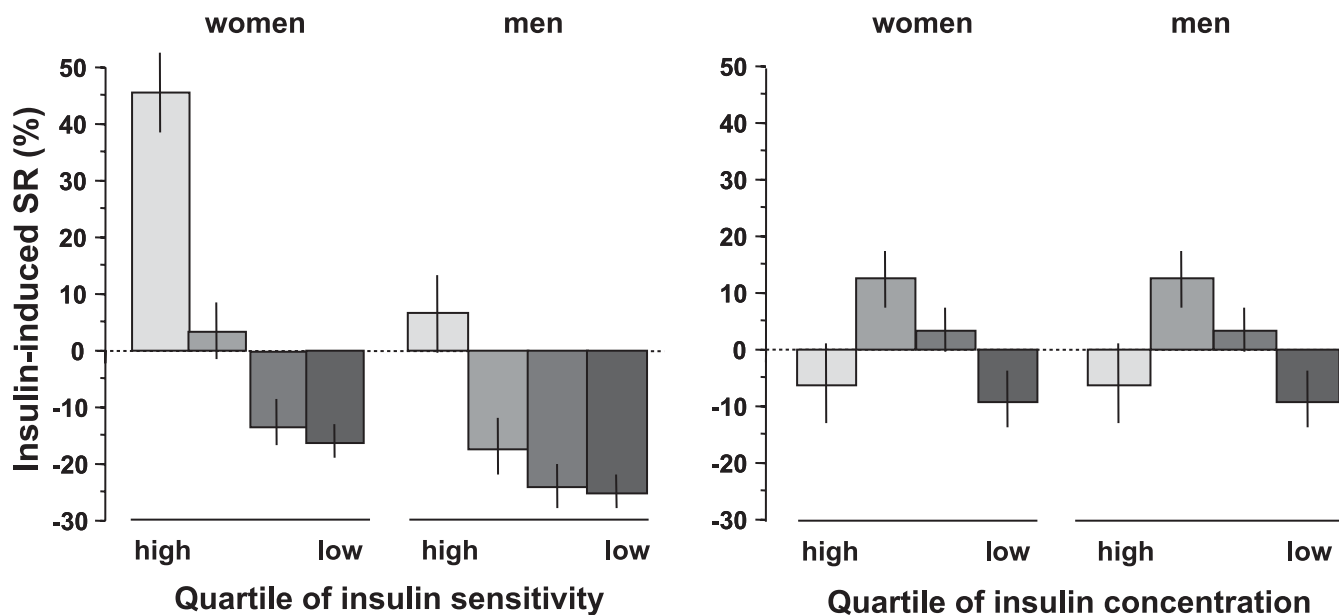 women men
Insulin-induced SR (%)
50
40
30
20
10
0
-10
-20
-30
high low high low
Quartile of insulin sensitivity
women men
50
40
30
20
10
0
-10
-20
-30
high low high low
Quartile of insulin concentration